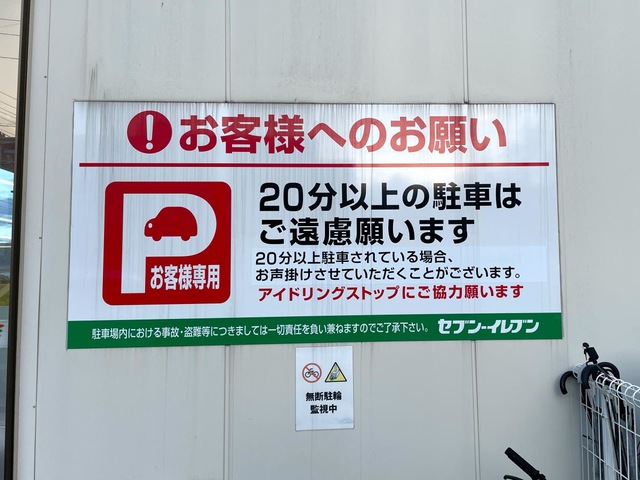 お客様へのお願い
P
お客様専用
20分以上の駐車は
ご遠慮願います
20分以上駐車されている場合、
お声掛けさせていただくことがございます。
アイドリングストップにご協力願います
駐車場内における事故・盗難等につきましては一切責任を負い兼ねますのでご了承下さい。 セブン-イレブン
無断駐輪
監視中